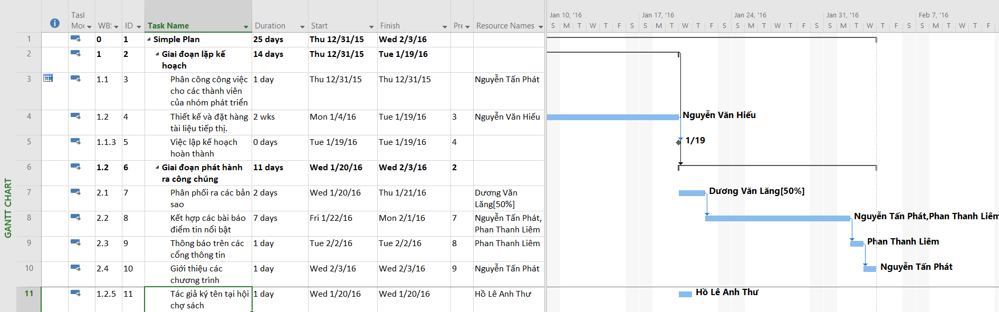 Task Mode WBS ID Task Name Duration Start Finish Pre Resource Names
Jan 10, '16 Jan 17, '16 Jan 24, '16 Jan 31, '16 Feb 7, '16
S M T W T F S S M T W T F S S M T W T F S S M T W T F S S M T W T F
1 0 1 Simple Plan 25 days Thu 12/31/15 Wed 2/3/16
2 1 2 Giai đoạn lặp kế 14 days Thu 12/31/15 Tue 1/19/16
hoạch
3 1.1 3 Phân công công việc 1 day Thu 12/31/15 Thu 12/31/15 Nguyễn Tấn Phát
cho các thành viên
của nhóm phát triển
4 1.2 4 Thiết kế và đặt hàng 2 wks Mon 1/4/16 Tue 1/19/16 3 Nguyễn Văn Hiếu
tài liệu tiếp thị.
Nguyễn Văn Hiếu
5 1.1.3 5 Việc lập kế hoạch 0 days Tue 1/19/16 Tue 1/19/16 4
hoàn thành
1/19
6 1.2 6 Giai đoạn phát hành 11 days Wed 1/20/16 Wed 2/3/16 2
ra công chúng
7 2.1 7 Phân phối ra các bản 2 days Wed 1/20/16 Thu 1/21/16 Dương Văn
sao Lăng[50%]
Dương Văn Lăng[50%]
8 2.2 8 Kết hợp các bài báo 7 days Fri 1/22/16 Mon 2/1/16 7 Nguyễn Tấn Phát,
điểm tin nổi bật Phan Thanh Liêm
Nguyễn Tấn Phát,Phan Thanh Liêm
9 2.3 9 Thông báo trên các 1 day Tue 2/2/16 Tue 2/2/16 8 Phan Thanh Liêm
cổng thông tin
Phan Thanh Liêm
10 2.4 10 Giới thiệu các 1 day Wed 2/3/16 Wed 2/3/16 9 Nguyễn Tấn Phát
chương trình
Nguyễn Tấn Phát
11 1.2.5 11 Tác giả ký tên tại hội 1 day Wed 1/20/16 Wed 1/20/16 Hồ Lê Anh Thư
chợ sách
Hồ Lê Anh Thư
GANTT CHART